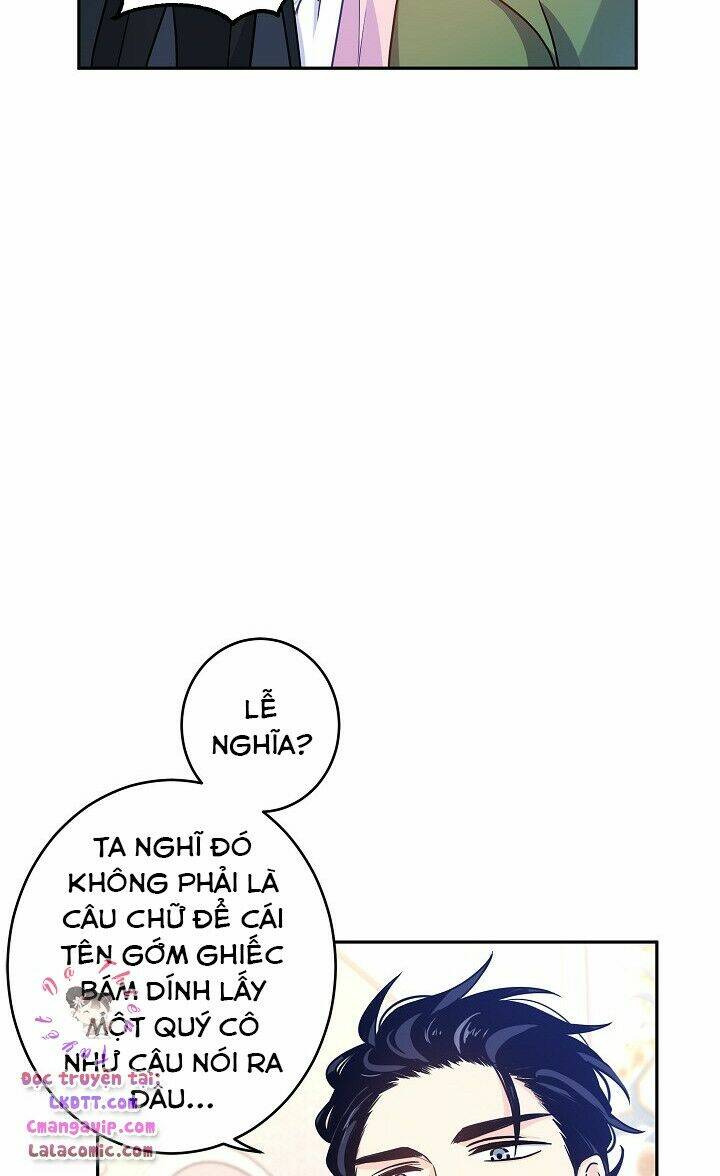 LỄ
NGHĨA?
TA NGHĨ ĐÓ
KHÔNG PHẢI LÀ
CÂU CHỮ ĐỂ CÁI
TÊN GỚM GHIẾC
BÁM DÍNH LẤY
MỘT QUÝ CÔ
NHƯ CÂU NÓI RA
ĐÂU...
Đọc truyện tại:
LKDTT.com
Cmangavip.com
Lalacomic.com